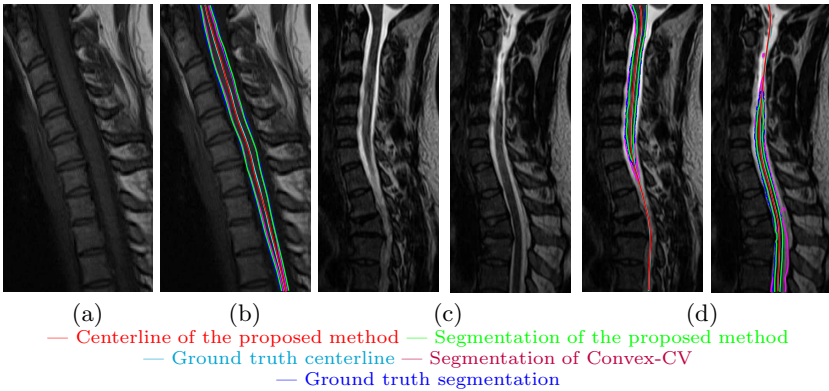 (a) (b) (c) (d)
— Centerline of the proposed method — Segmentation of the proposed method
— Ground truth centerline — Segmentation of Convex-CV
— Ground truth segmentation